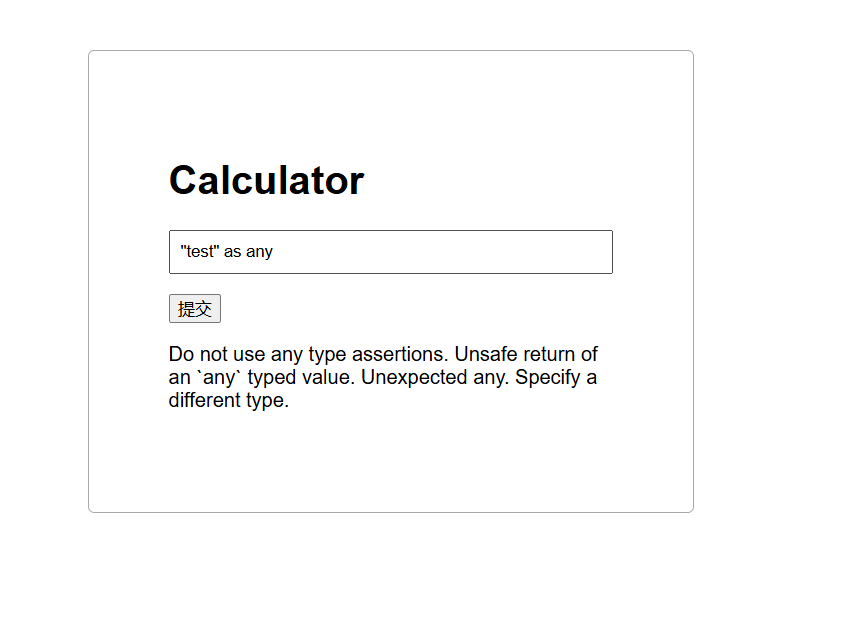 Calculator
"test" as any
提交
Do not use any type assertions. Unsafe return of
an `any` typed value. Unexpected any. Specify a
different type.